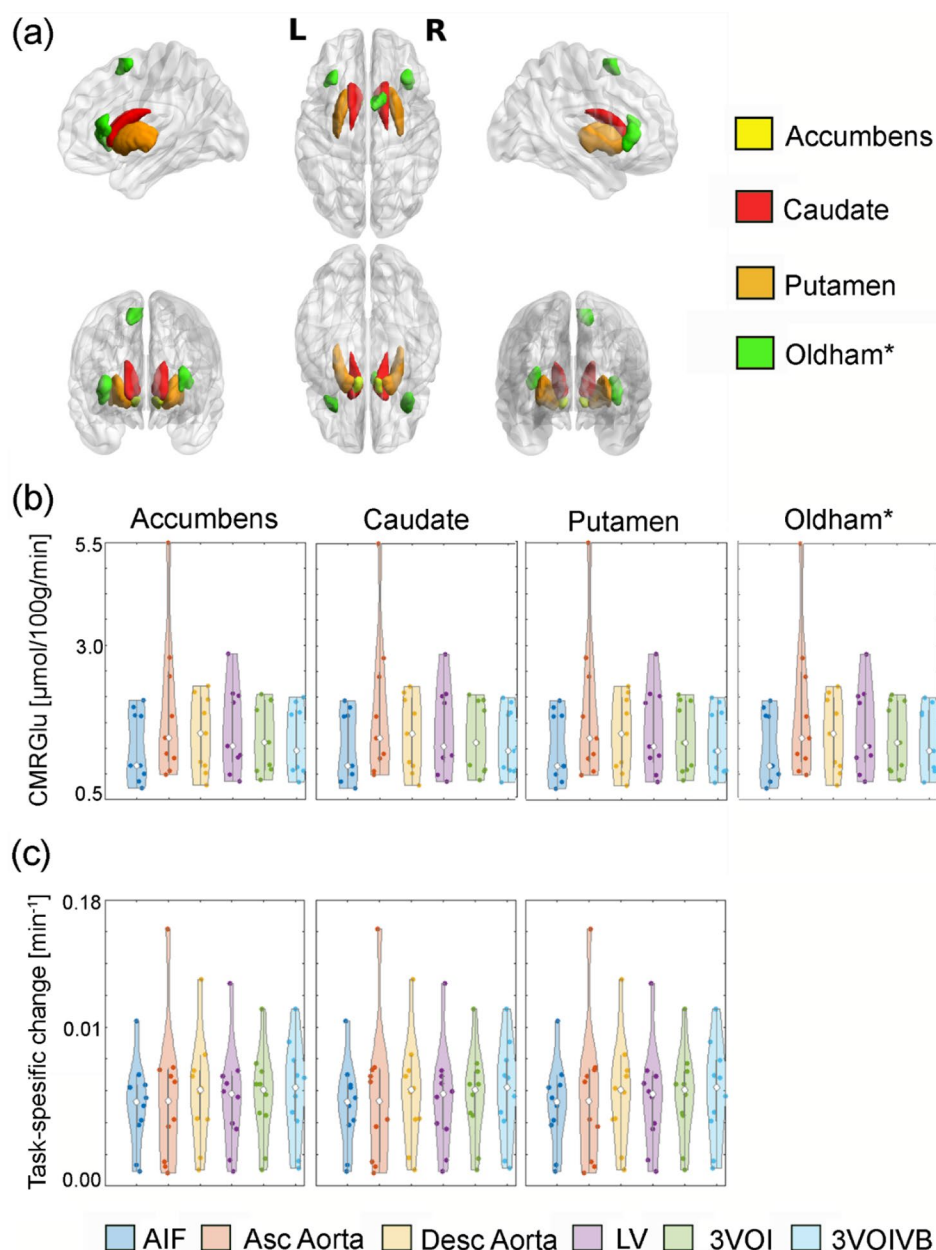 (a)
L R
Accumbens
Caudate
Putamen
Oldham*
(b)
Accumbens Caudate Putamen Oldham*
CMRGlu [µmol/100g/min]
5.5
3.0
0.5
(c)
Task-spesific change [min⁻¹]
0.18
0.01
0.00
AIF Asc Aorta Desc Aorta LV 3VOI 3VOIVB